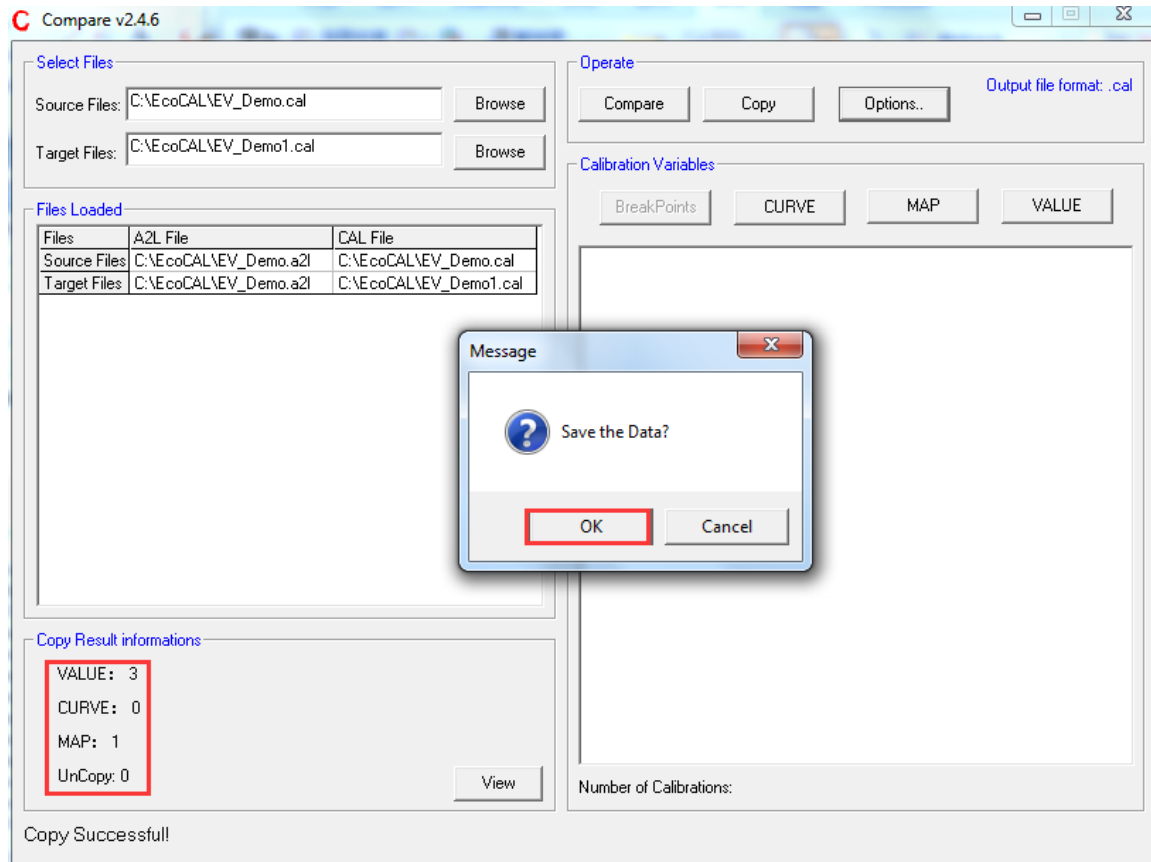 C Compare v2.4.6
Select Files
Source Files: C:\EcoCAL\EV_Demo.cal Browse
Target Files: C:\EcoCAL\EV_Demo1.cal Browse
Operate
Output file format: .cal
Compare Copy Options..
Files Loaded
Files A2L File CAL File
Source Files C:\EcoCAL\EV_Demo.a2l C:\EcoCAL\EV_Demo.cal
Target Files C:\EcoCAL\EV_Demo.a2l C:\EcoCAL\EV_Demo1.cal
Calibration Variables
BreakPoints CURVE MAP VALUE
Message
Save the Data?
OK Cancel
Copy Result informations
VALUE: 3
CURVE: 0
MAP: 1
UnCopy: 0
View
Number of Calibrations:
Copy Successful!